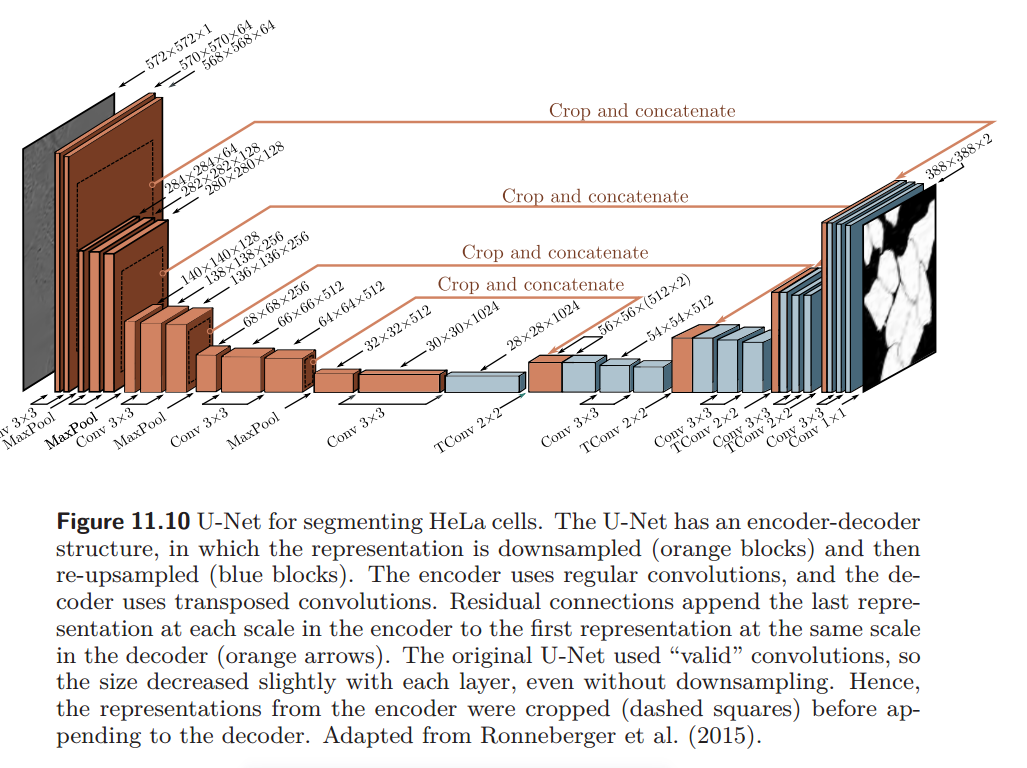 572×572×1
570×570×64
568×568×64
Crop and concatenate
388×388×2
284×284×64
282×282×128
280×280×128
Crop and concatenate
140×140×128
138×138×256
136×136×256
Crop and concatenate
68×68×256
66×66×512
64×64×512
Crop and concatenate
32×32×512
30×30×1024
28×28×1024
56×56×(512×2)
54×54×512
v 3×3
MaxPool
MaxPool
Conv 3×3
MaxPool
Conv 3×3
MaxPool
Conv 3×3
TConv 2×2
Conv 3×3
TConv 2×2
Conv 3×3
TConv 2×2
Conv 3×3
TConv 2×2
Conv 3×3
Conv 1×1
Figure 11.10 U-Net for segmenting HeLa cells. The U-Net has an encoder-decoder
structure, in which the representation is downsampled (orange blocks) and then
re-upsampled (blue blocks). The encoder uses regular convolutions, and the de-
coder uses transposed convolutions. Residual connections append the last repre-
sentation at each scale in the encoder to the first representation at the same scale
in the decoder (orange arrows). The original U-Net used “valid” convolutions, so
the size decreased slightly with each layer, even without downsampling. Hence,
the representations from the encoder were cropped (dashed squares) before ap-
pending to the decoder. Adapted from Ronneberger et al. (2015).